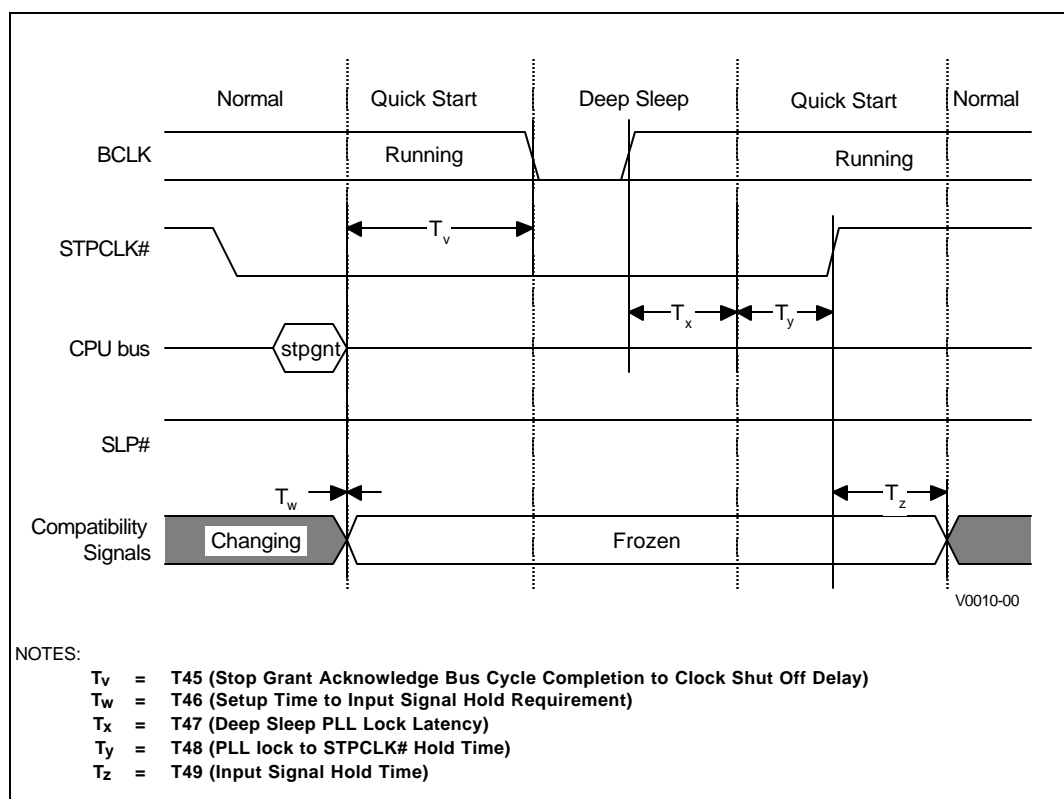 Normal Quick Start Deep Sleep Quick Start Normal
BCLK Running Running
STPCLK# Tv
Tx Ty
CPU bus stpgnt
SLP#
Tw Tz
Compatibility
Signals Changing Frozen
V0010-00
NOTES:
Tv = T45 (Stop Grant Acknowledge Bus Cycle Completion to Clock Shut Off Delay)
Tw = T46 (Setup Time to Input Signal Hold Requirement)
Tx = T47 (Deep Sleep PLL Lock Latency)
Ty = T48 (PLL lock to STPCLK# Hold Time)
Tz = T49 (Input Signal Hold Time)